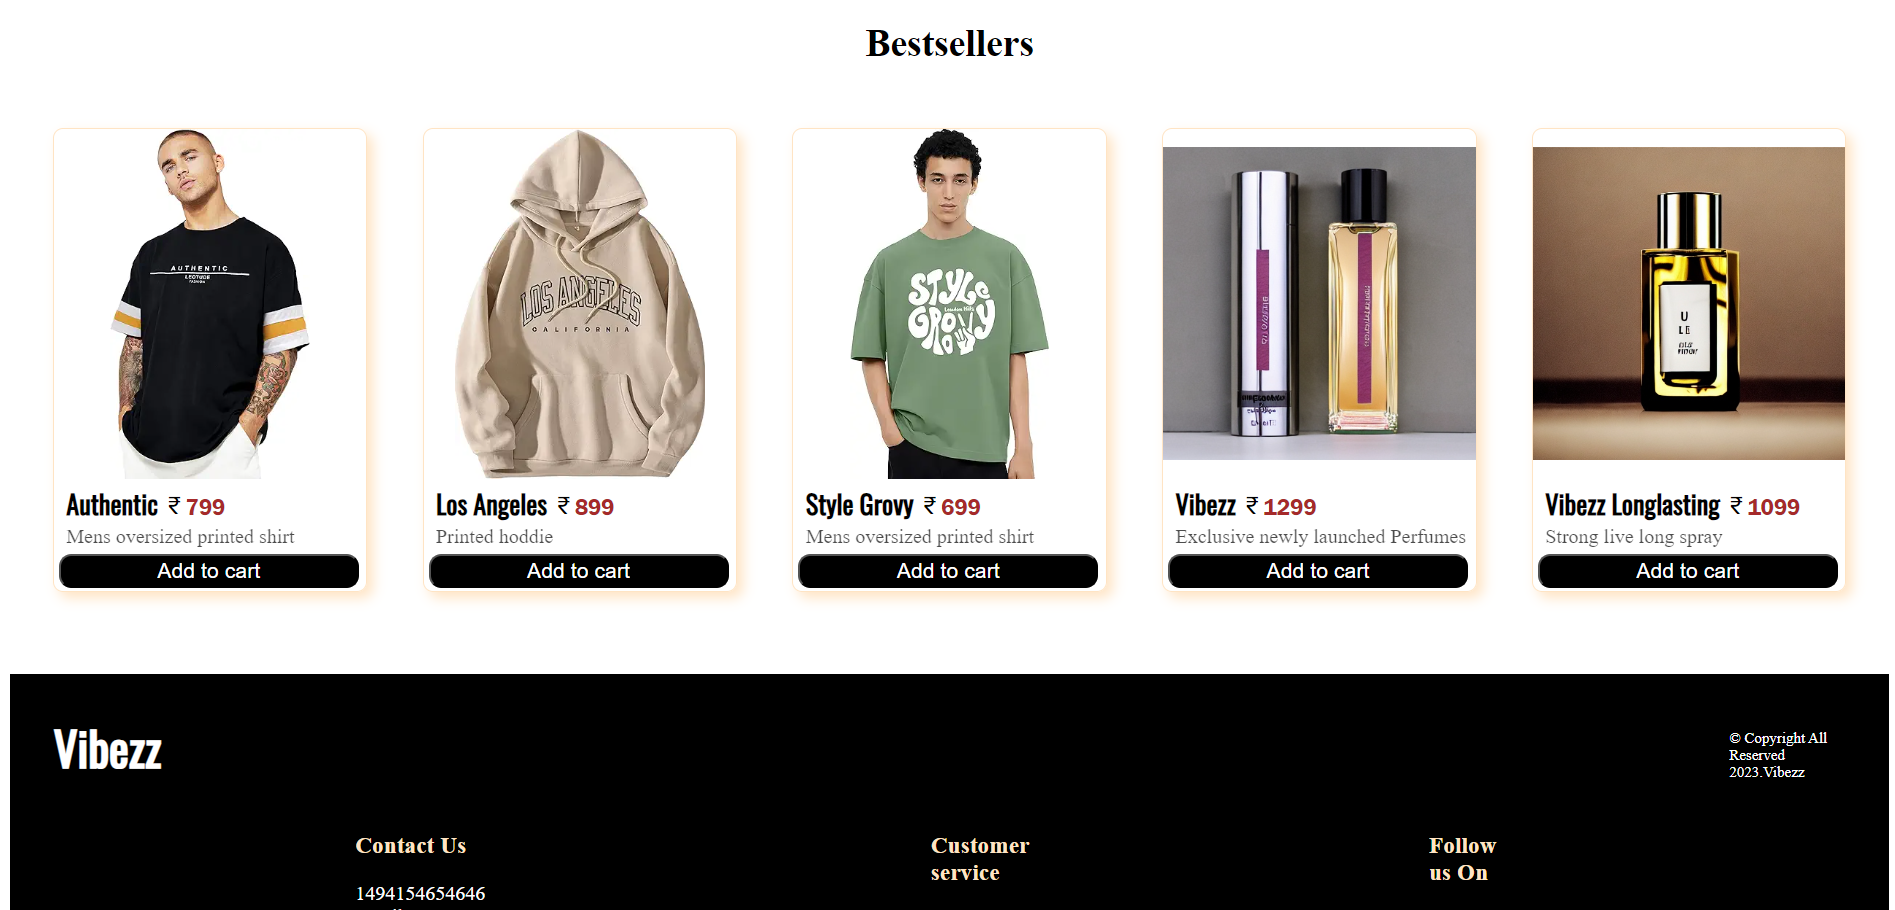 Bestsellers
AUTHENTIC
LOS ANGELES
CALIFORNIA
STYLE
GROVY
Authentic ₹ 799
Mens oversized printed shirt
Add to cart
Los Angeles ₹ 899
Printed hoddie
Add to cart
Style Grovy ₹ 699
Mens oversized printed shirt
Add to cart
Vibezz ₹ 1299
Exclusive newly launched Perfumes
Add to cart
Vibezz Longlasting ₹ 1099
Strong live long spray
Add to cart
Vibezz
© Copyright All
Reserved
2023.Vibezz
Contact Us
1494154654646
Customer
service
Follow
us On